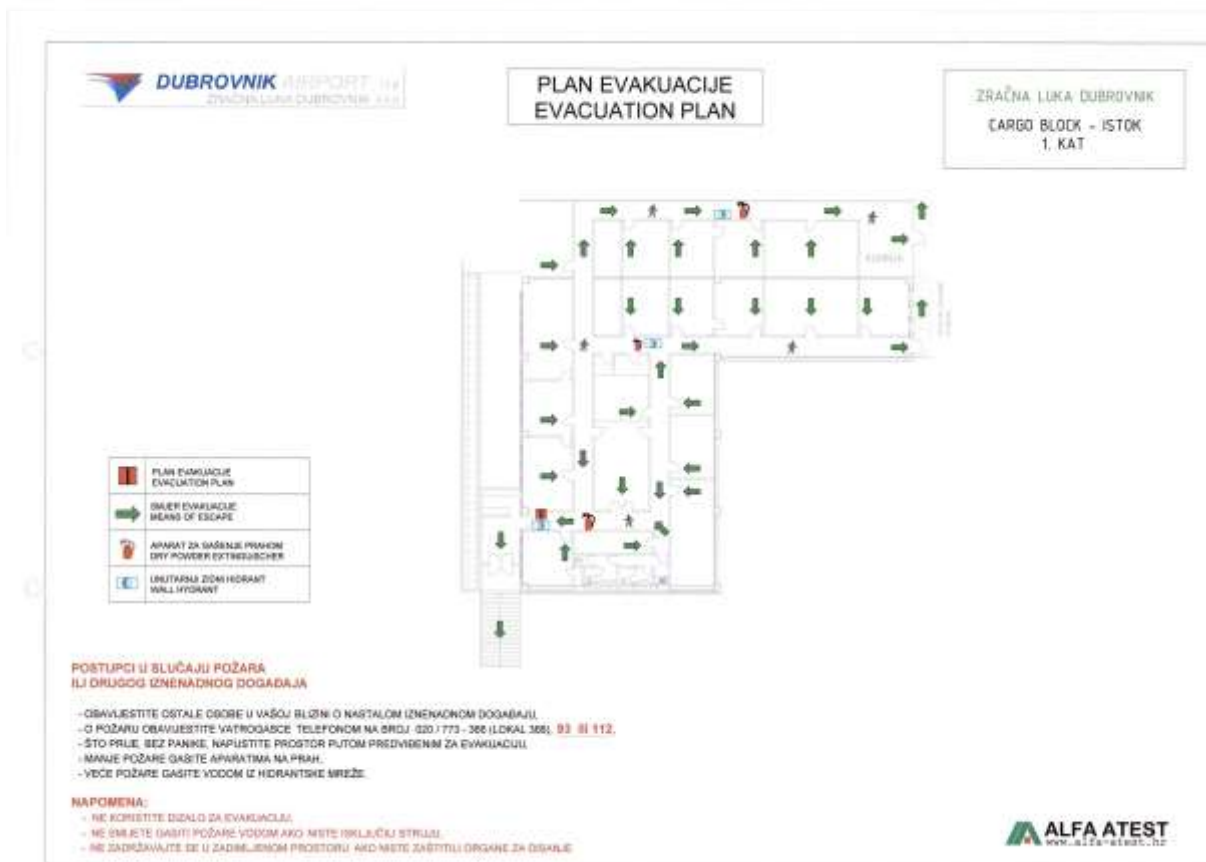 DUBROVNIK AIRPORT
ZRAČNA LUKA DUBROVNIK
PLAN EVAKUACIJE
EVACUATION PLAN
ZRAČNA LUKA DUBROVNIK
CARGO BLOCK - ISTOK
1. KAT
PLAN EVAKUACIJE
EVACUATION PLAN
SMJER EVAKUACIJE
MEANS OF ESCAPE
APARAT ZA GAŠENJE PRAHOM
DRY POWDER EXTINGUISCHER
UNUTARNJI ZIDNI HIDRANT
WALL HYDRANT
POSTUPCI U SLUČAJU POŽARA
ILI DRUGOG IZNENADNOG DOGAĐAJA
- OBAVIJESTITE OSTALE OSOBE U VAŠOJ BLIZINI O NASTALOM IZNENADNOM DOGAĐAJU,
- O POŽARU OBAVIJESTITE VATROGASCE TELEFONOM NA BROJ 020 / 773 - 366 (LOKAL 366), 93 ili 112,
- ŠTO PRIJE, BEZ PANIKE, NAPUSTITE PROSTOR PUTOM PREDVIĐENIM ZA EVAKUACIJU,
- MANJE POŽARE GASITE APARATIMA NA PRAH,
- VEĆE POŽARE GASITE VODOM IZ HIDRANTSKE MREŽE.
NAPOMENA:
- NE KORISTITE DIZALO ZA EVAKUACIJU.
- NE SMIJETE GASITI POŽARE VODOM AKO NISTE ISKLJUČILI STRUJU.
- NE ZADRŽAVAJTE SE U ZADIMLJENOM PROSTORU AKO NISTE ZAŠTITILI ORGANE ZA DISANJE
ALFA ATEST
www.alfa-atest.hr